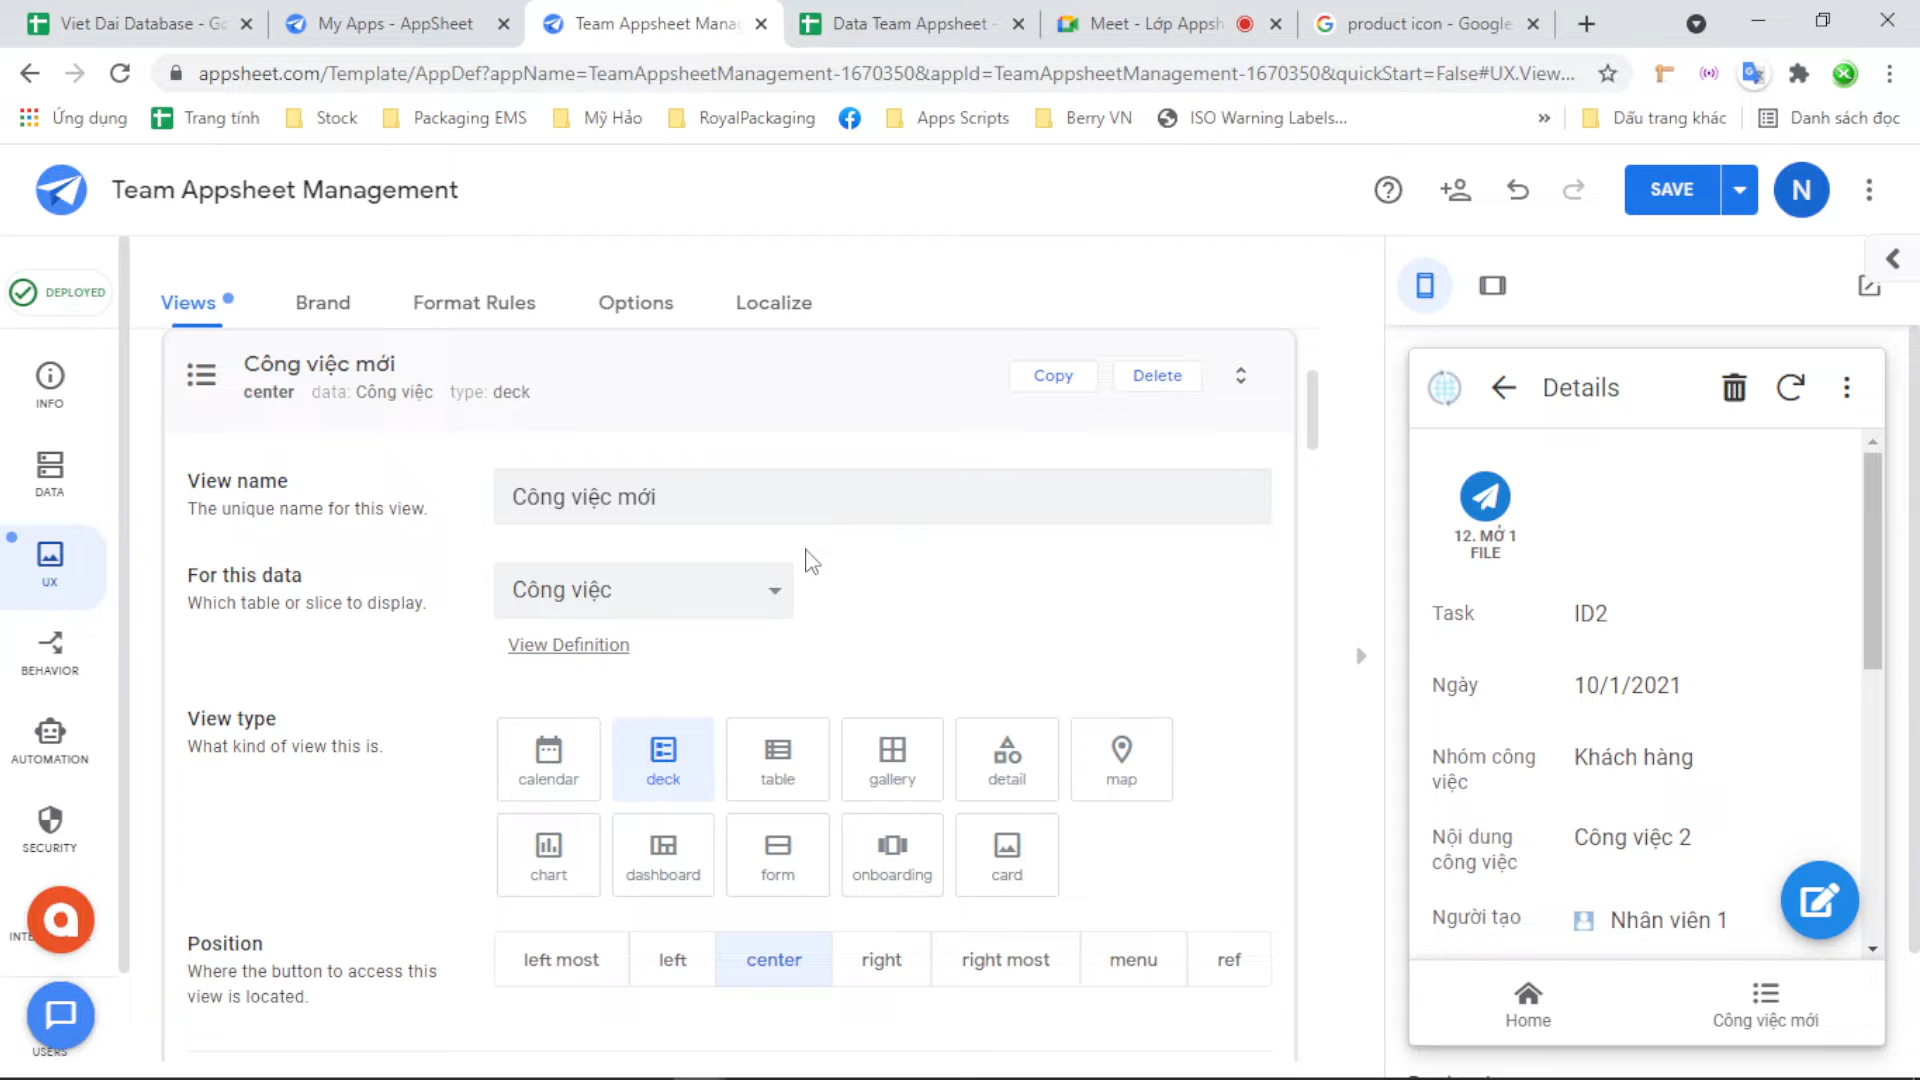 Viet Dai Database - Go
My Apps - AppSheet
Team Appsheet Manag
Data Team Appsheet -
Meet - Lớp Appsh
product icon - Google
appsheet.com/Template/AppDef?appName=TeamAppsheetManagement-1670350&appId=TeamAppsheetManagement-1670350&quickStart=False#UX.View...
Ứng dụng
Trang tính
Stock
Packaging EMS
Mỹ Hảo
RoyalPackaging
Apps Scripts
Berry VN
ISO Warning Labels...
»
Dấu trang khác
Danh sách đọc
Team Appsheet Management
SAVE
N
DEPLOYED
INFO
DATA
UX
BEHAVIOR
AUTOMATION
SECURITY
INTE
USERS
Views
Brand
Format Rules
Options
Localize
Công việc mới
center data: Công việc type: deck
Copy
Delete
View name
The unique name for this view.
Công việc mới
For this data
Which table or slice to display.
Công việc
View Definition
View type
What kind of view this is.
calendar
deck
table
gallery
detail
map
chart
dashboard
form
onboarding
card
Position
Where the button to access this
view is located.
left most
left
center
right
right most
menu
ref
Details
12. MỞ 1
FILE
Task
ID2
Ngày
10/1/2021
Nhóm công
việc
Khách hàng
Nội dung
công việc
Công việc 2
Người tạo
Nhân viên 1
Home
Công việc mới